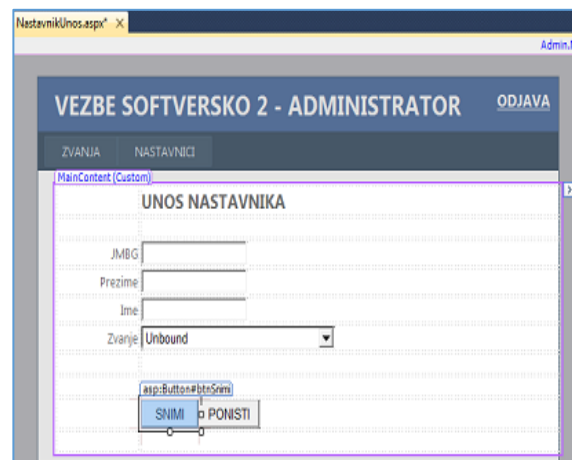 NastavnikUnos.aspx* X
Admin.
VEZBE SOFTVERSKO 2 - ADMINISTRATOR ODJAVA
ZVANJA NASTAVNICI
MainContent (Custom)
UNOS NASTAVNIKA
JMBG
Prezime
Ime
Zvanje Unbound
asp:Button#btnSnimi
SNIMI PONISTI